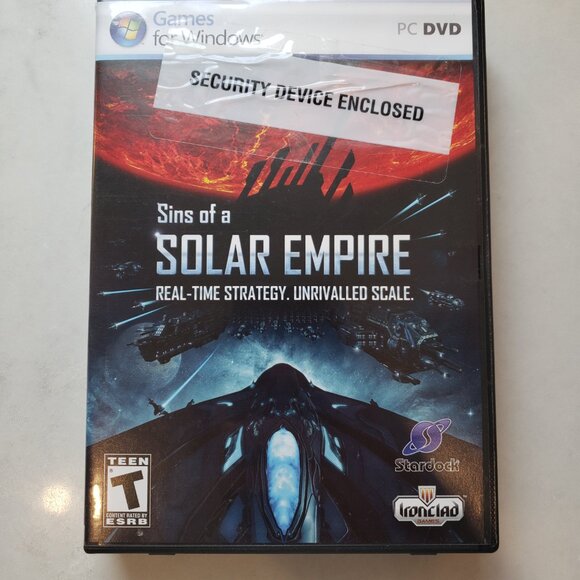 Games
for Windows
PC DVD
SECURITY DEVICE ENCLOSED
Sins of a
SOLAR EMPIRE
REAL-TIME STRATEGY. UNRIVALLED SCALE.
TEEN
T
CONTENT RATED BY
ESRB
Stardock
IRONCLAD
GAMES